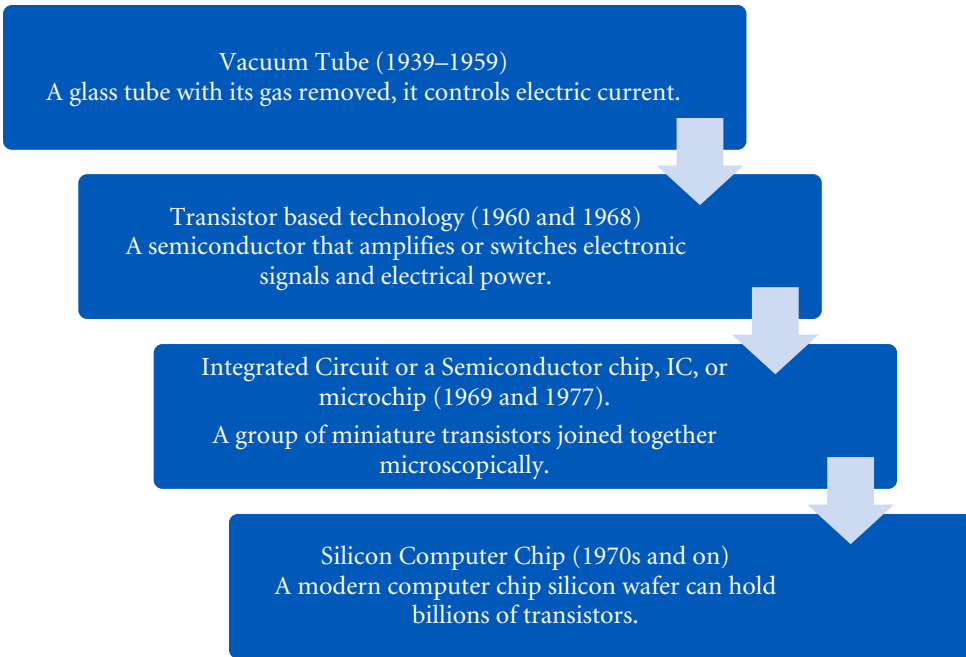 Vacuum Tube (1939–1959)
A glass tube with its gas removed, it controls electric current.
Transistor based technology (1960 and 1968)
A semiconductor that amplifies or switches electronic
signals and electrical power.
Integrated Circuit or a Semiconductor chip, IC, or
microchip (1969 and 1977).
A group of miniature transistors joined together
microscopically.
Silicon Computer Chip (1970s and on)
A modern computer chip silicon wafer can hold
billions of transistors.